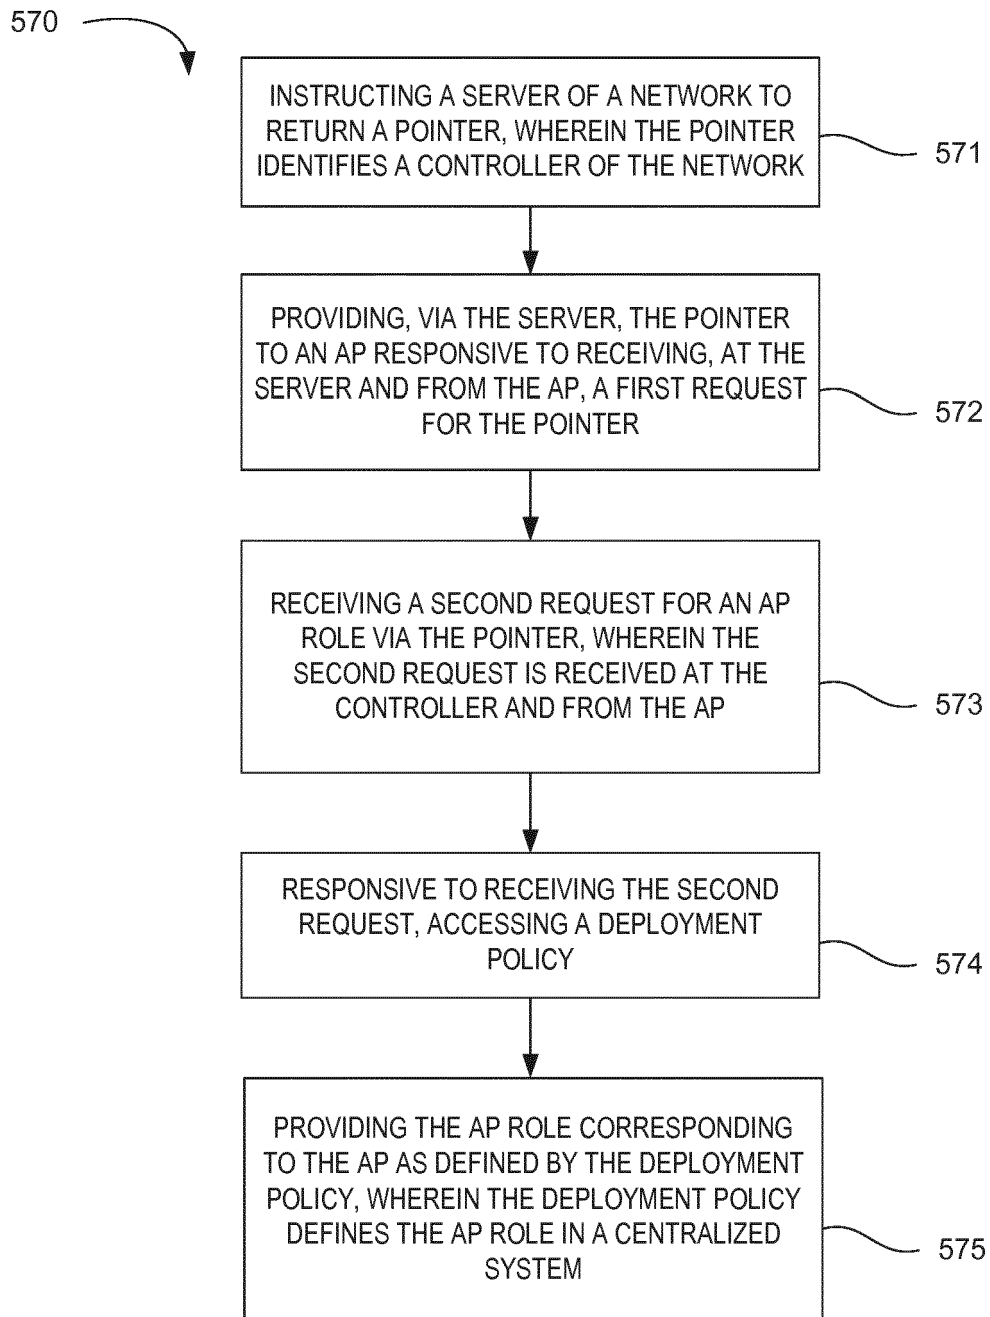 570
INSTRUCTING A SERVER OF A NETWORK TO
RETURN A POINTER, WHEREIN THE POINTER
IDENTIFIES A CONTROLLER OF THE NETWORK
571
PROVIDING, VIA THE SERVER, THE POINTER
TO AN AP RESPONSIVE TO RECEIVING, AT THE
SERVER AND FROM THE AP, A FIRST REQUEST
FOR THE POINTER
572
RECEIVING A SECOND REQUEST FOR AN AP
ROLE VIA THE POINTER, WHEREIN THE
SECOND REQUEST IS RECEIVED AT THE
CONTROLLER AND FROM THE AP
573
RESPONSIVE TO RECEIVING THE SECOND
REQUEST, ACCESSING A DEPLOYMENT
POLICY
574
PROVIDING THE AP ROLE CORRESPONDING
TO THE AP AS DEFINED BY THE DEPLOYMENT
POLICY, WHEREIN THE DEPLOYMENT POLICY
DEFINES THE AP ROLE IN A CENTRALIZED
SYSTEM
575